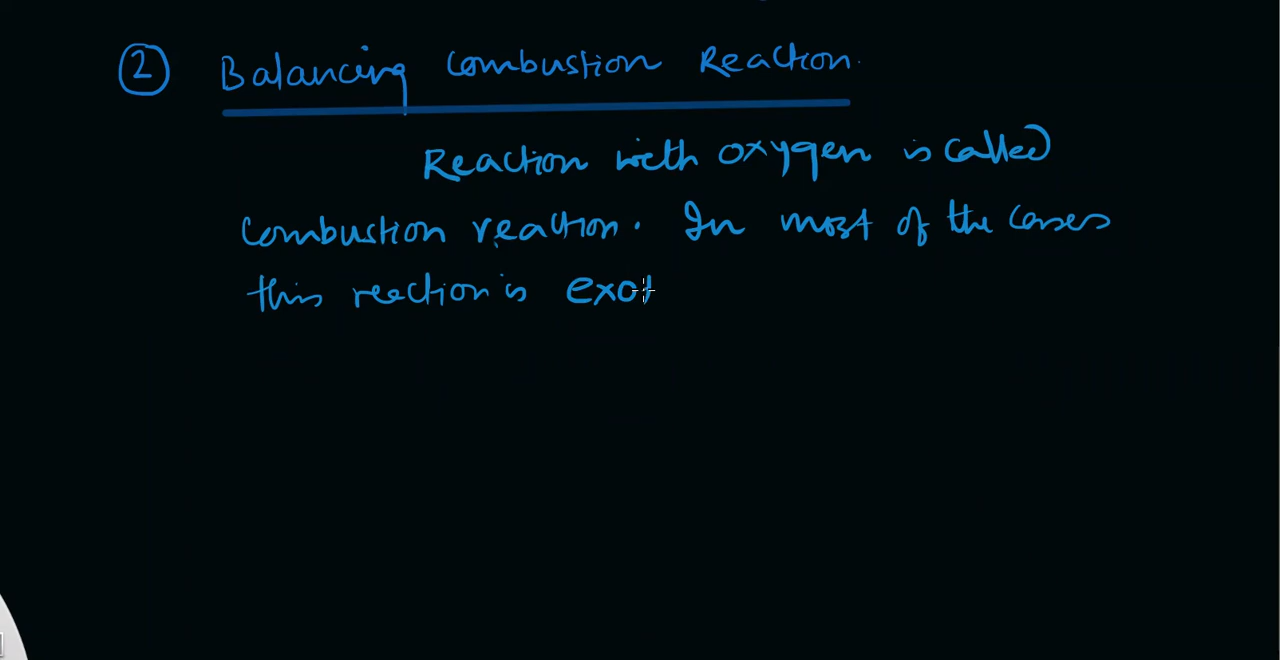 2 Balancing Combustion Reaction.
Reaction with oxygen is called
Combustion reaction. In most of the cases
this reaction is exot